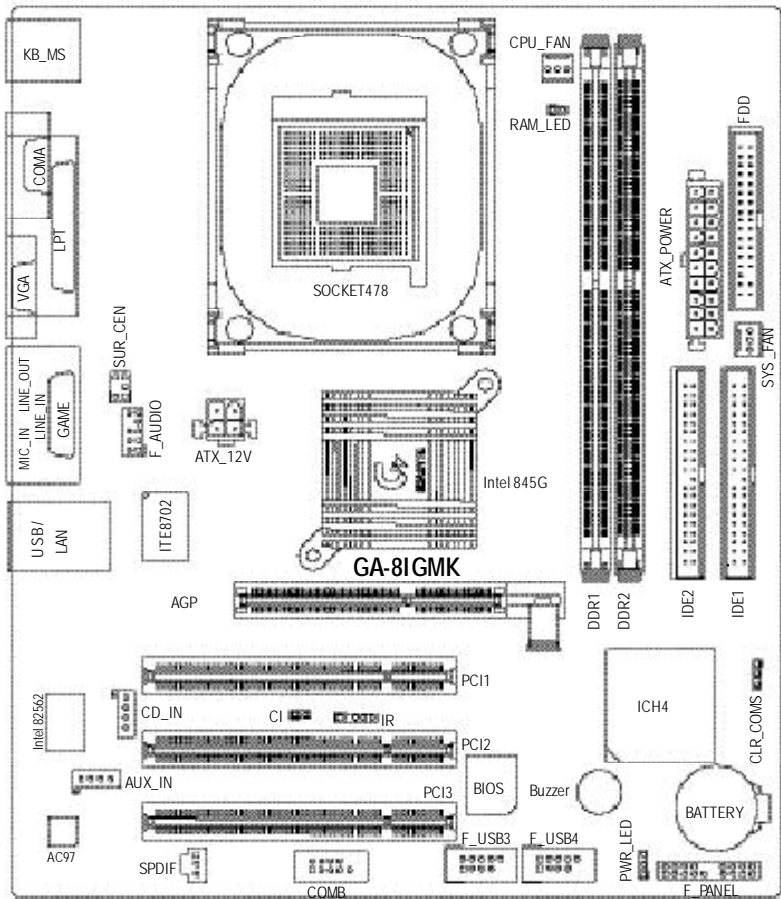 KB_MS
CPU_FAN
RAM_LED
FDD
COMA
LPT
VGA
SOCKET478
ATX_POWER
SYS_FAN
SUR_CEN
LINE_OUT
MIC_IN
LINE_IN
GAME
F_AUDIO
ATX_12V
Intel 845G
USB/
LAN
ITE8702
GA-8IGMK
AGP
DDR1
DDR2
IDE2
IDE1
PCI1
Intel 82562
CD_IN
CI
IR
ICH4
CLR_COMS
PCI2
AUX_IN
PCI3
BIOS
Buzzer
BATTERY
AC97
SPDIF
COMB
F_USB3
F_USB4
PWR_LED
F_PANEL